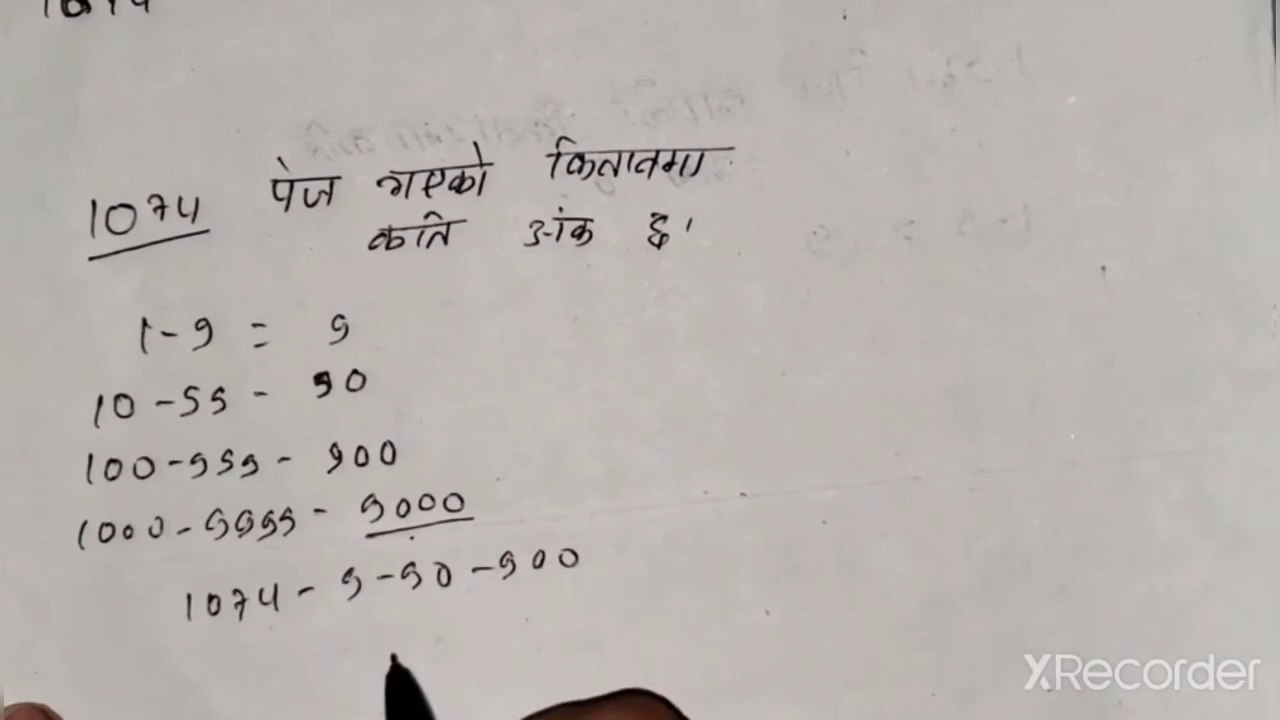 1074 पेज भएको किताबमा
कति अंक छ।
1-9 = 9
10-99 - 90
100-999 - 900
1000-9999 - 9000
1074 - 9-90-900
XRecorder